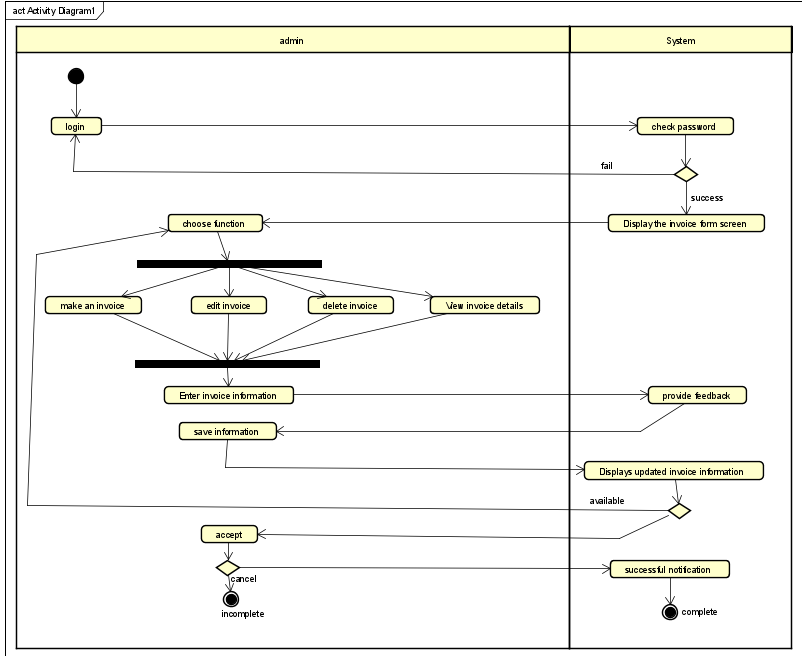 act Activity Diagram1
admin
System
login
check password
fail
success
choose function
Display the invoice form screen
make an invoice
edit invoice
delete invoice
View invoice details
Enter invoice information
provide feedback
save information
Displays updated invoice information
available
accept
cancel
successful notification
incomplete
complete